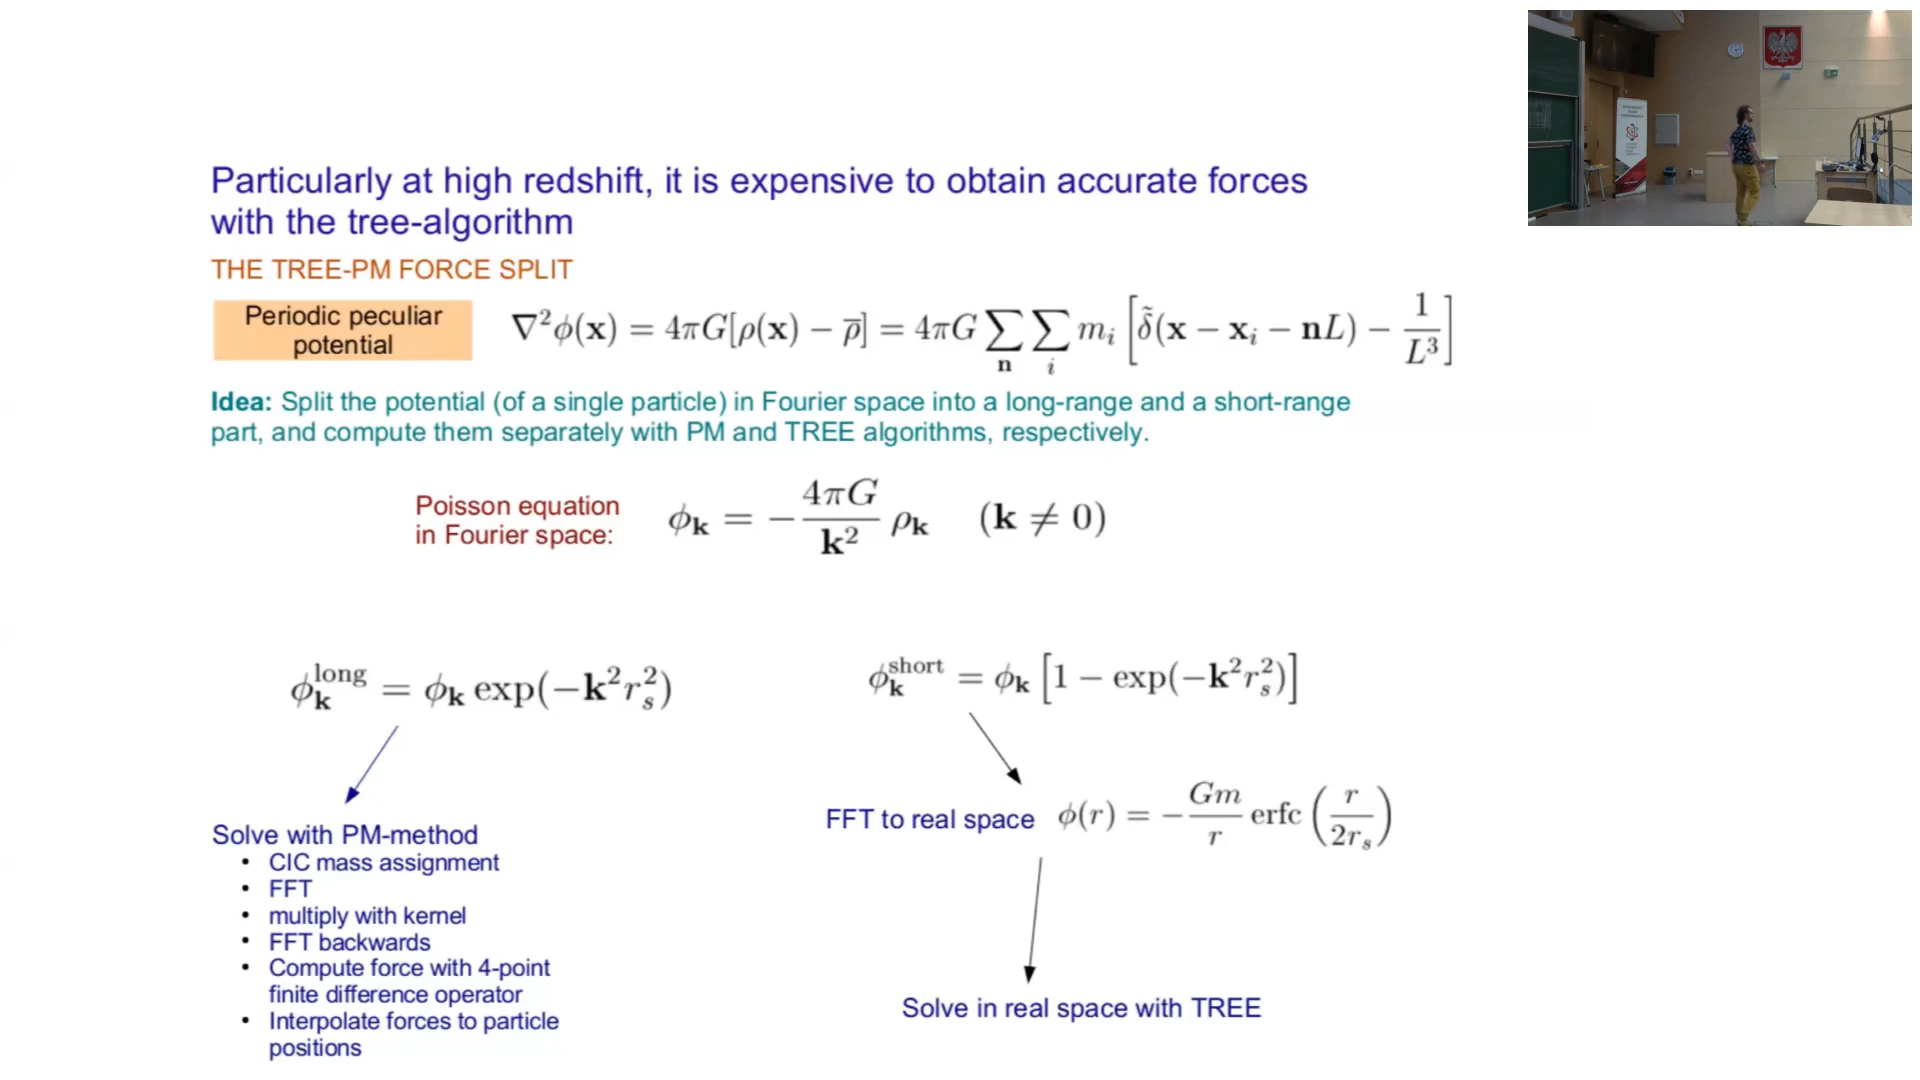 Particularly at high redshift, it is expensive to obtain accurate forces
with the tree-algorithm
THE TREE-PM FORCE SPLIT
Periodic peculiar
potential
∇²ϕ(𝐱) = 4πG[ρ(𝐱) − ρ̅] = 4πG ∑_𝐧 ∑_i m_i [δ̃(𝐱 − 𝐱_i − 𝐧L) − 1/L³]
Idea: Split the potential (of a single particle) in Fourier space into a long-range and a short-range
part, and compute them separately with PM and TREE algorithms, respectively.
Poisson equation
in Fourier space:
ϕ_𝐤 = − 4πG/𝐤² ρ_𝐤 (𝐤 ≠ 0)
ϕ_𝐤^long = ϕ_𝐤 exp(−𝐤²r_s²)
Solve with PM-method
• CIC mass assignment
• FFT
• multiply with kernel
• FFT backwards
• Compute force with 4-point
finite difference operator
• Interpolate forces to particle
positions
ϕ_𝐤^short = ϕ_𝐤 [1 − exp(−𝐤²r_s²)]
FFT to real space ϕ(r) = − Gm/r erfc (r/2r_s)
Solve in real space with TREE